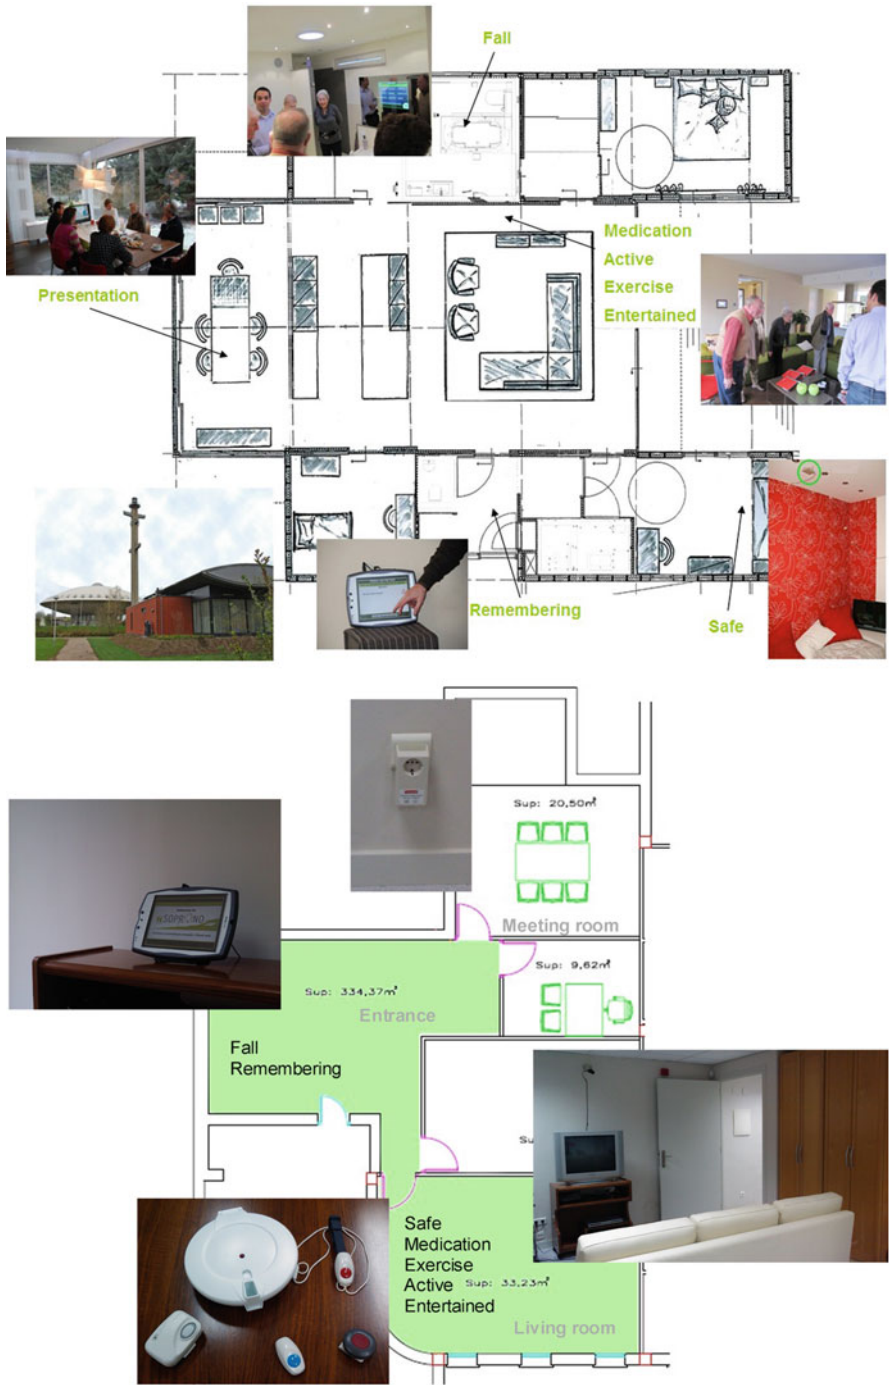 Fall
Medication
Active
Exercise
Entertained
Presentation
Remembering
Safe
Sup: 20,50m²
Meeting room
Sup: 9,62m²
Sup: 334,37m²
Entrance
Fall
Remembering
Safe
Medication
Exercise
Active
Sup: 33,23m²
Entertained
Living room